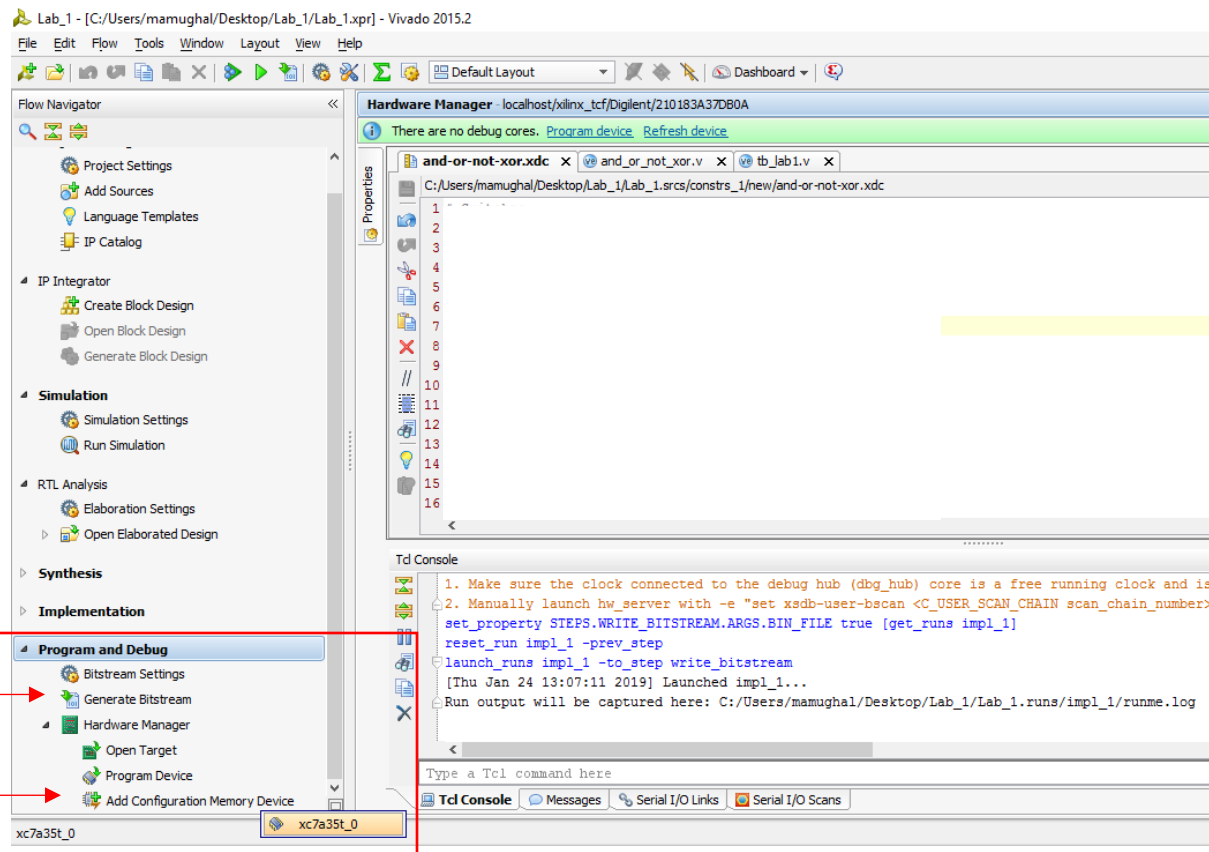 Lab_1 - [C:/Users/mamughal/Desktop/Lab_1/Lab_1.xpr] - Vivado 2015.2
File Edit Flow Tools Window Layout View Help
Default Layout
Dashboard
Flow Navigator
Project Settings
Add Sources
Language Templates
IP Catalog
IP Integrator
Create Block Design
Open Block Design
Generate Block Design
Simulation
Simulation Settings
Run Simulation
RTL Analysis
Elaboration Settings
Open Elaborated Design
Synthesis
Implementation
Program and Debug
Bitstream Settings
Generate Bitstream
Hardware Manager
Open Target
Program Device
Add Configuration Memory Device
xc7a35t_0
xc7a35t_0
Hardware Manager - localhost/xilinx_tcf/Digilent/210183A37DB0A
There are no debug cores. Program device Refresh device
Properties
and-or-not-xor.xdc and_or_not_xor.v tb_lab1.v
C:/Users/mamughal/Desktop/Lab_1/Lab_1.srcs/constrs_1/new/and-or-not-xor.xdc
1
2
3
4
5
6
7
8
9
10
11
12
13
14
15
16
Tcl Console
1. Make sure the clock connected to the debug hub (dbg_hub) core is a free running clock and is
2. Manually launch hw_server with -e "set xsdb-user-bscan <C_USER_SCAN_CHAIN scan_chain_number>
set_property STEPS.WRITE_BITSTREAM.ARGS.BIN_FILE true [get_runs impl_1]
reset_run impl_1 -prev_step
launch_runs impl_1 -to_step write_bitstream
[Thu Jan 24 13:07:11 2019] Launched impl_1...
Run output will be captured here: C:/Users/mamughal/Desktop/Lab_1/Lab_1.runs/impl_1/runme.log
Type a Tcl command here
Tcl Console Messages Serial I/O Links Serial I/O Scans